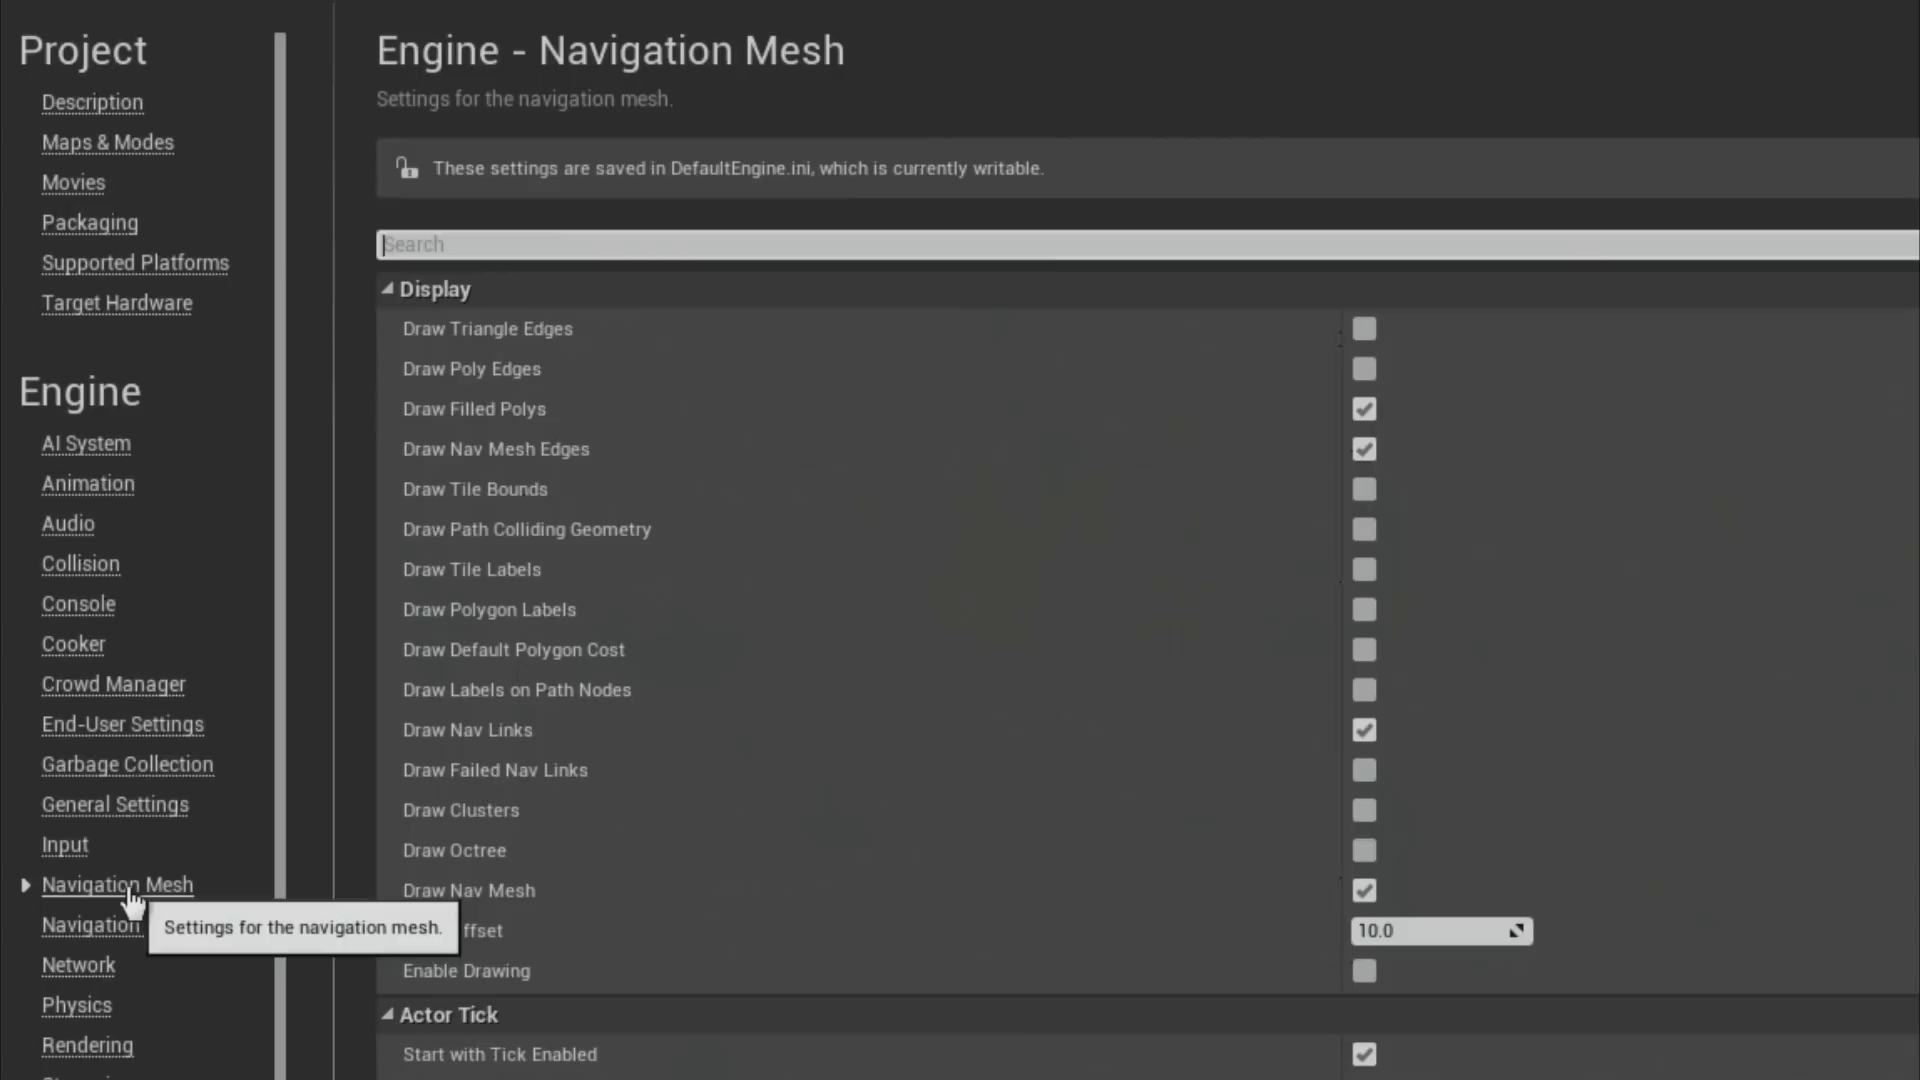 Project
Description
Maps & Modes
Movies
Packaging
Supported Platforms
Target Hardware
Engine
AI System
Animation
Audio
Collision
Console
Cooker
Crowd Manager
End-User Settings
Garbage Collection
General Settings
Input
Navigation Mesh
Navigation
Network
Physics
Rendering
Settings for the navigation mesh.
Engine - Navigation Mesh
Settings for the navigation mesh.
These settings are saved in DefaultEngine.ini, which is currently writable.
Search
Display
Draw Triangle Edges
Draw Poly Edges
Draw Filled Polys
Draw Nav Mesh Edges
Draw Tile Bounds
Draw Path Colliding Geometry
Draw Tile Labels
Draw Polygon Labels
Draw Default Polygon Cost
Draw Labels on Path Nodes
Draw Nav Links
Draw Failed Nav Links
Draw Clusters
Draw Octree
Draw Nav Mesh
ffset 10.0
Enable Drawing
Actor Tick
Start with Tick Enabled